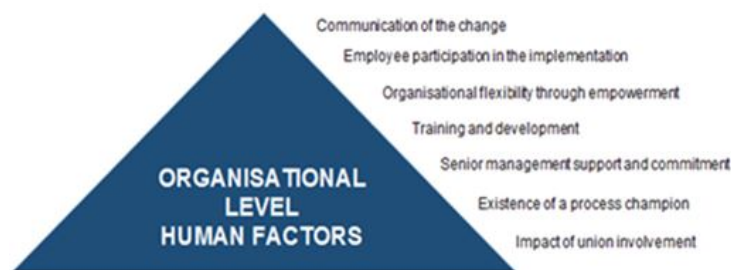 Communication of the change
Employee participation in the implementation
Organisational flexibility through empowerment
Training and development
Senior management support and commitment
Existence of a process champion
Impact of union involvement
ORGANISATIONAL
LEVEL
HUMAN FACTORS